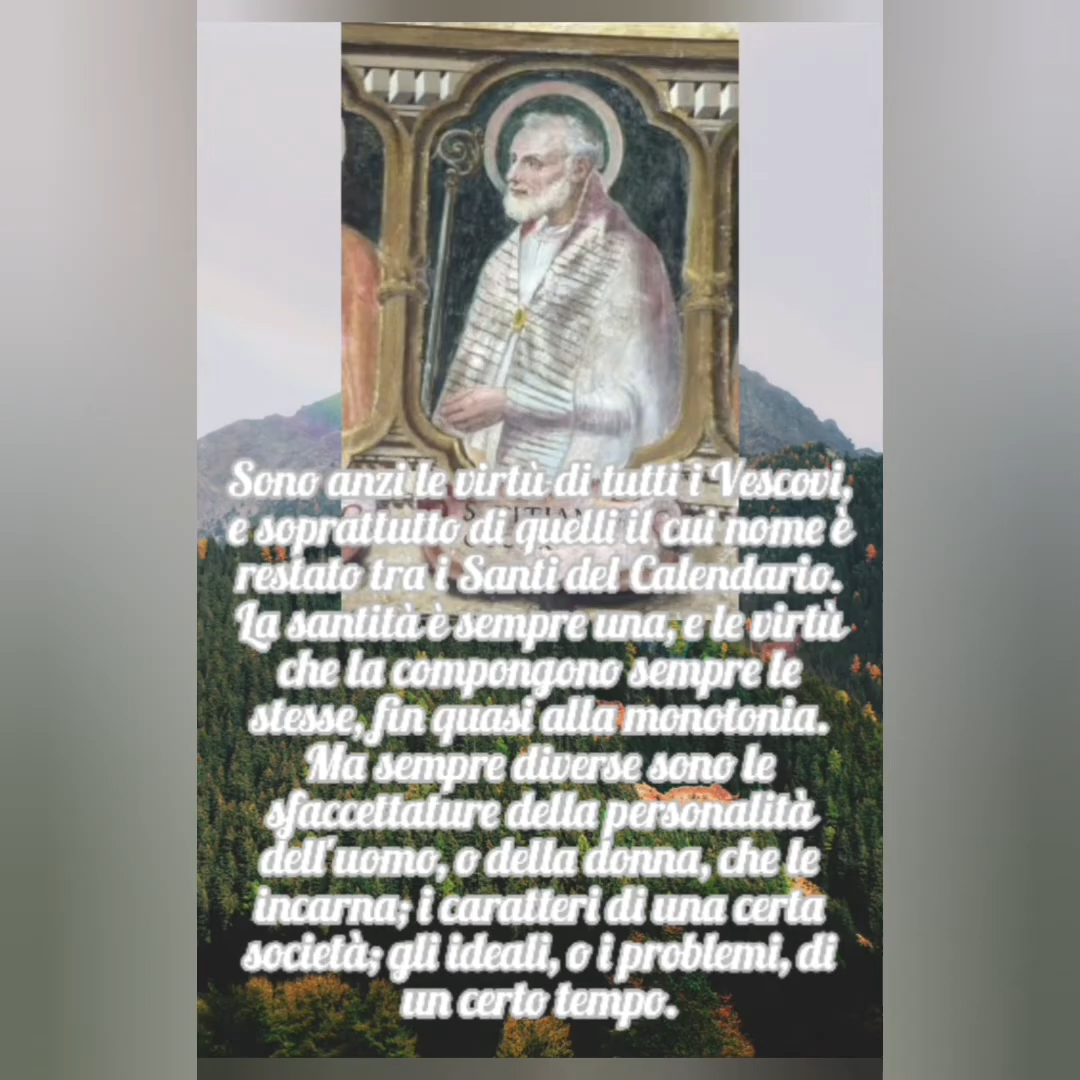 Sono anzi le virtù di tutti i Vescovi,
e soprattutto di quelli il cui nome è
restato tra i Santi del Calendario.
La santità è sempre una, e le virtù
che la compongono sempre le
stesse, fin quasi alla monotonia.
Ma sempre diverse sono le
sfaccettature della personalità
dell'uomo, o della donna, che le
incarna; i caratteri di una certa
società; gli ideali, o i problemi, di
un certo tempo.